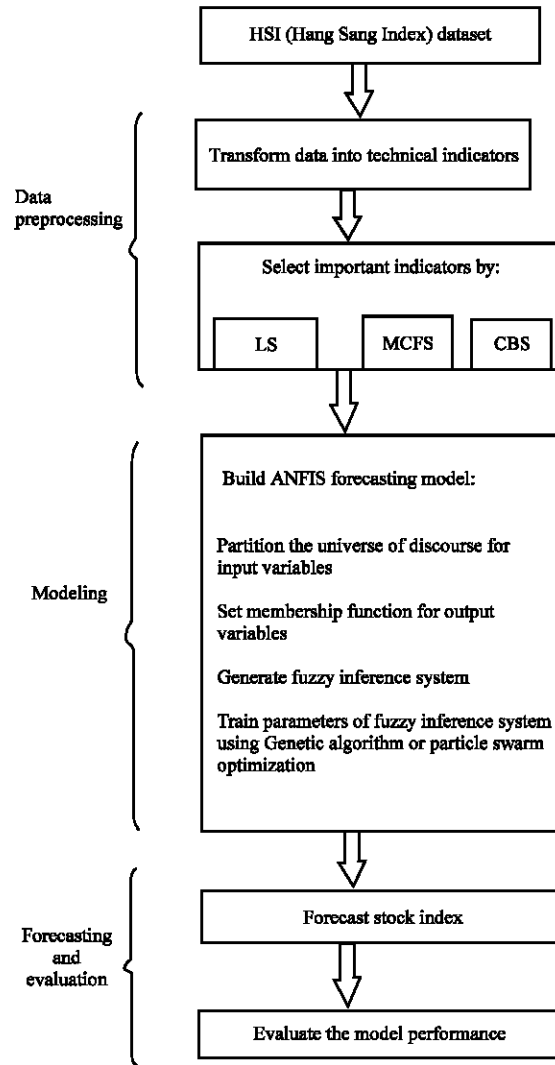 HSI (Hang Sang Index) dataset
Data
preprocessing
Transform data into technical indicators
Select important indicators by:
LS
MCFS
CBS
Modeling
Build ANFIS forecasting model:
Partition the universe of discourse for
input variables
Set membership function for output
variables
Generate fuzzy inference system
Train parameters of fuzzy inference system
using Genetic algorithm or particle swarm
optimization
Forecasting
and
evaluation
Forecast stock index
Evaluate the model performance